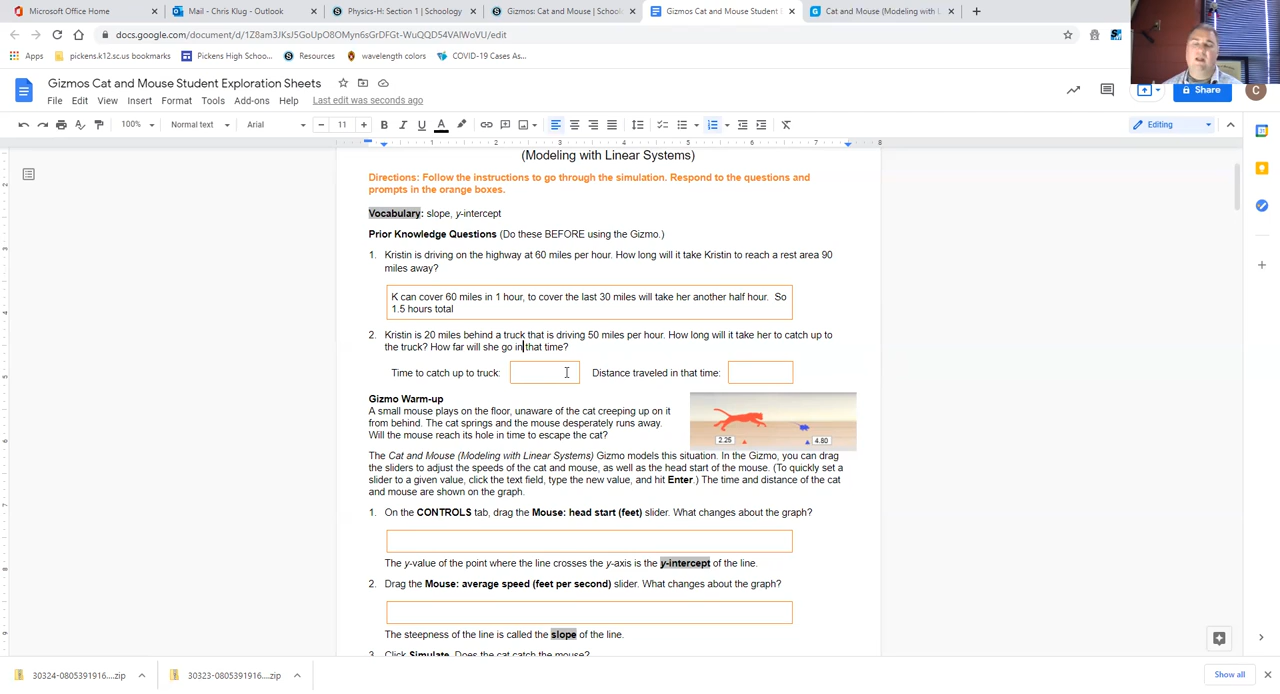 Microsoft Office Home
Mail - Chris Klug - Outlook
Physics-H: Section 1 | Schoology
Gizmos: Cat and Mouse | Schoolo
Gizmos Cat and Mouse Student E
Cat and Mouse (Modeling with L
docs.google.com/document/d/1Z8am3JKsJ5GoUpO8OMyn6sGrDFGt-WuQQD54VAlWoVU/edit
Apps
pickens.k12.sc.us bookmarks
Pickens High Schoo...
Resources
wavelength colors
COVID-19 Cases As...
Gizmos Cat and Mouse Student Exploration Sheets
File Edit View Insert Format Tools Add-ons Help Last edit was seconds ago
Share
C
100% Normal text Arial 11 B I U A
Editing
1 2 3 4 5 6 7 8
(Modeling with Linear Systems)
Directions: Follow the instructions to go through the simulation. Respond to the questions and
prompts in the orange boxes.
Vocabulary: slope, y-intercept
Prior Knowledge Questions (Do these BEFORE using the Gizmo.)
1. Kristin is driving on the highway at 60 miles per hour. How long will it take Kristin to reach a rest area 90
miles away?
K can cover 60 miles in 1 hour, to cover the last 30 miles will take her another half hour. So
1.5 hours total
2. Kristin is 20 miles behind a truck that is driving 50 miles per hour. How long will it take her to catch up to
the truck? How far will she go in that time?
Time to catch up to truck:
Distance traveled in that time:
Gizmo Warm-up
A small mouse plays on the floor, unaware of the cat creeping up on it
from behind. The cat springs and the mouse desperately runs away.
Will the mouse reach its hole in time to escape the cat?
2.25
4.80
The Cat and Mouse (Modeling with Linear Systems) Gizmo models this situation. In the Gizmo, you can drag
the sliders to adjust the speeds of the cat and mouse, as well as the head start of the mouse. (To quickly set a
slider to a given value, click the text field, type the new value, and hit Enter.) The time and distance of the cat
and mouse are shown on the graph.
1. On the CONTROLS tab, drag the Mouse: head start (feet) slider. What changes about the graph?
The y-value of the point where the line crosses the y-axis is the y-intercept of the line.
2. Drag the Mouse: average speed (feet per second) slider. What changes about the graph?
The steepness of the line is called the slope of the line.
3. Click Simulate. Does the cat catch the mouse?
30324-0805391916....zip
30323-0805391916....zip
Show all